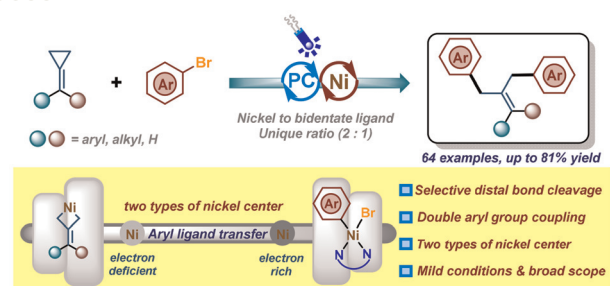 Br
Ar
+
PC Ni
Nickel to bidentate ligand
Unique ratio (2 : 1)
= aryl, alkyl, H
Ar Ar
64 examples, up to 81% yield
Ni
two types of nickel center
Ni Aryl ligand transfer Ni
electron
deficient
electron
rich
Ar
Br
Ni
N N
Selective distal bond cleavage
Double aryl group coupling
Two types of nickel center
Mild conditions & broad scope